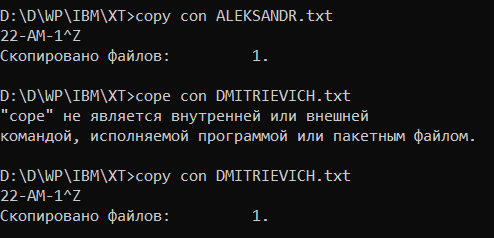 D:\D\WP\IBM\XT>copy con ALEKSANDR.txt
22-AM-1^Z
Скопировано файлов:         1.
D:\D\WP\IBM\XT>cope con DMITRIEVICH.txt
"cope" не является внутренней или внешней
командой, исполняемой программой или пакетным файлом.
D:\D\WP\IBM\XT>copy con DMITRIEVICH.txt
22-AM-1^Z
Скопировано файлов:         1.